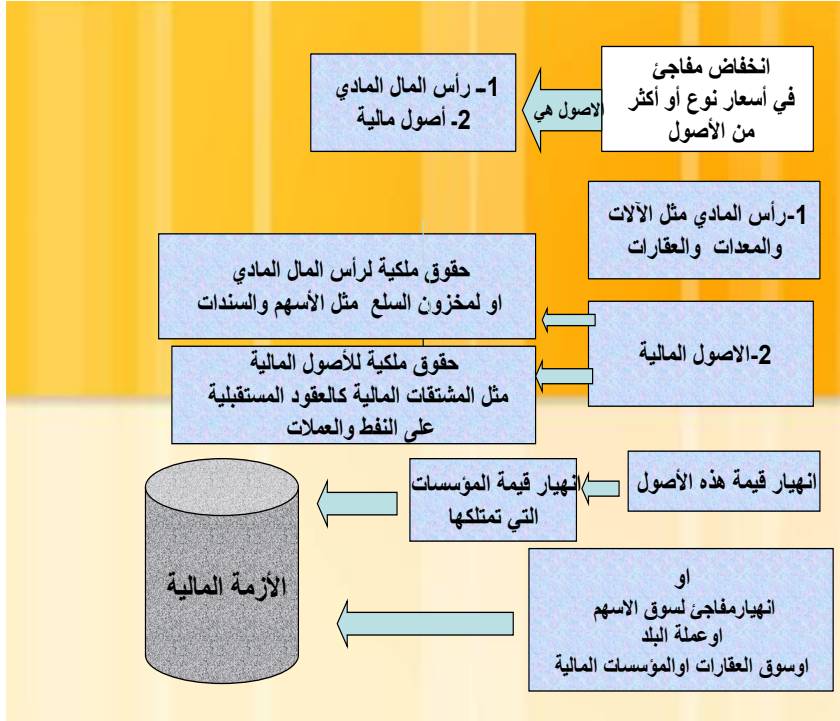 انخفاض مفاجئ
في أسعار نوع أو أكثر
من الأصول
الاصول هي
1– رأس المال المادي
2- أصول مالية
1-رأس المادي مثل الآلات
والمعدات والعقارات
2-الاصول المالية
حقوق ملكية لرأس المال المادي
او لمخزون السلع مثل الأسهم والسندات
حقوق ملكية للأصول المالية
مثل المشتقات المالية كالعقود المستقبلية
على النفط والعملات
انهيار قيمة هذه الأصول
انهيار قيمة المؤسسات
التي تمتلكها
الأزمة المالية
او
انهيارمفاجئ لسوق الاسهم
اوعملة البلد
اوسوق العقارات اوالمؤسسات المالية